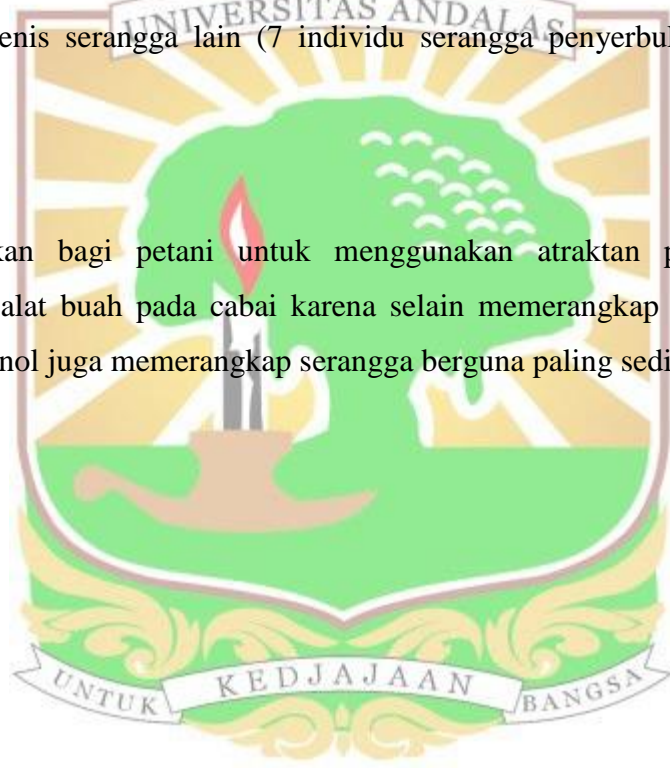 UNIVERSITAS ANDALAS
enis serangga lain (7 individu serangga penyerbu
kan bagi petani untuk menggunakan atraktan p
alat buah pada cabai karena selain memerangkap
nol juga memerangkap serangga berguna paling sedi
UNTUK KEDJAJAAN BANGSA